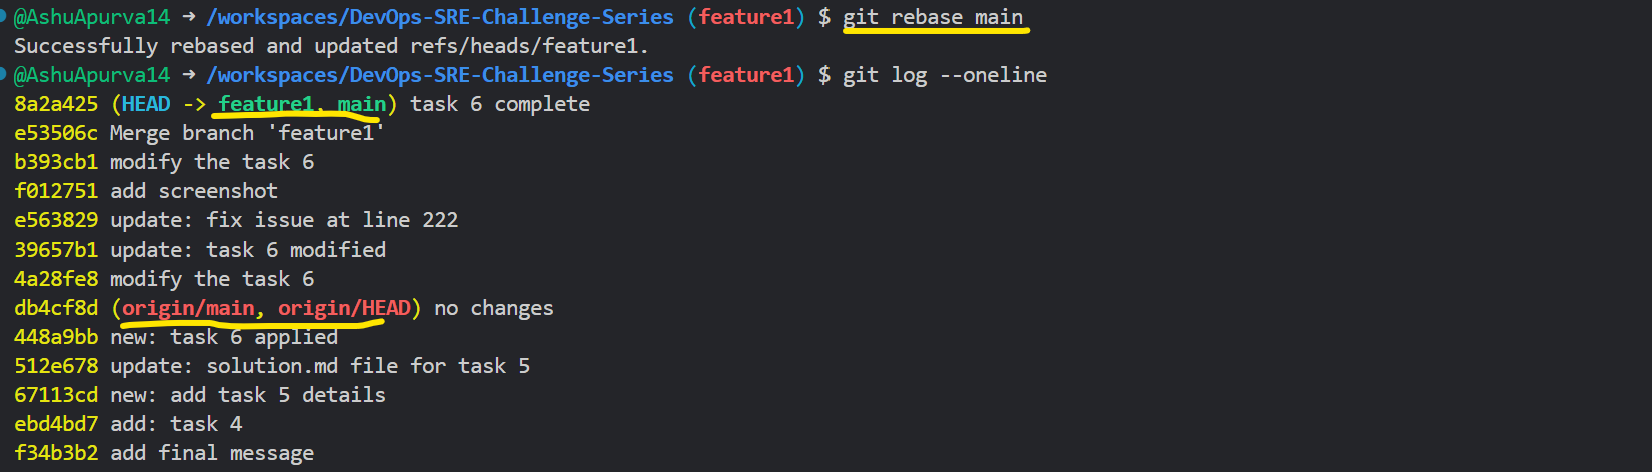 @AshuApurva14 → /workspaces/DevOps-SRE-Challenge-Series (feature1) $ git rebase main
Successfully rebased and updated refs/heads/feature1.
@AshuApurva14 → /workspaces/DevOps-SRE-Challenge-Series (feature1) $ git log --oneline
8a2a425 (HEAD -> feature1, main) task 6 complete
e53506c Merge branch 'feature1'
b393cb1 modify the task 6
f012751 add screenshot
e563829 update: fix issue at line 222
39657b1 update: task 6 modified
4a28fe8 modify the task 6
db4cf8d (origin/main, origin/HEAD) no changes
448a9bb new: task 6 applied
512e678 update: solution.md file for task 5
67113cd new: add task 5 details
ebd4bd7 add: task 4
f34b3b2 add final message